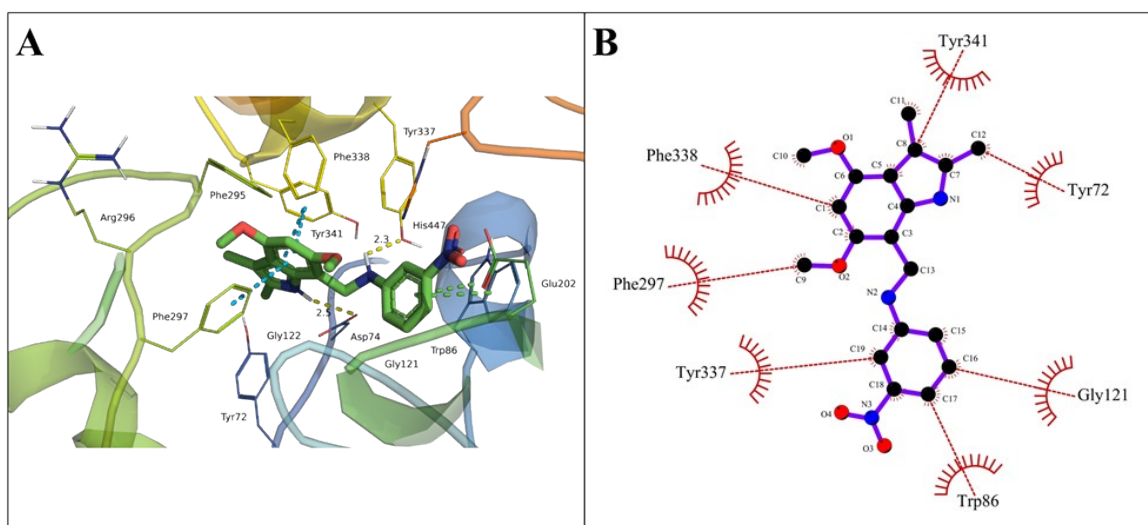 A
Tyr337
Phe338
Phe295
Arg296
Tyr341
His447
2.3
Glu202
Phe297
2.5
Gly122
Asp74
Gly121
Trp86
Tyr72
B
Tyr341
C11
C12
O1
C8
Phe338
C10
C5
C7
C6
Tyr72
C1
C4
N1
C2
C3
Phe297
C9
O2
C13
N2
C14
C15
Tyr337
C19
C16
C18
Gly121
N3
C17
O4
O3
Trp86